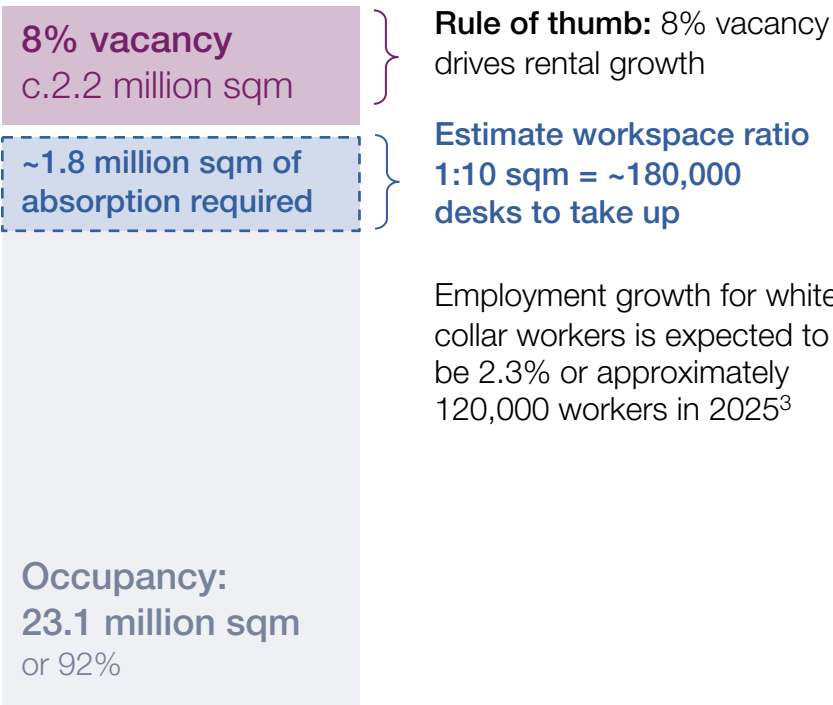 8% vacancy
c.2.2 million sqm
Rule of thumb: 8% vacancy
drives rental growth
~1.8 million sqm of
absorption required
Estimate workspace ratio
1:10 sqm = ~180,000
desks to take up
Employment growth for white
collar workers is expected to
be 2.3% or approximately
120,000 workers in 2025³
Occupancy:
23.1 million sqm
or 92%